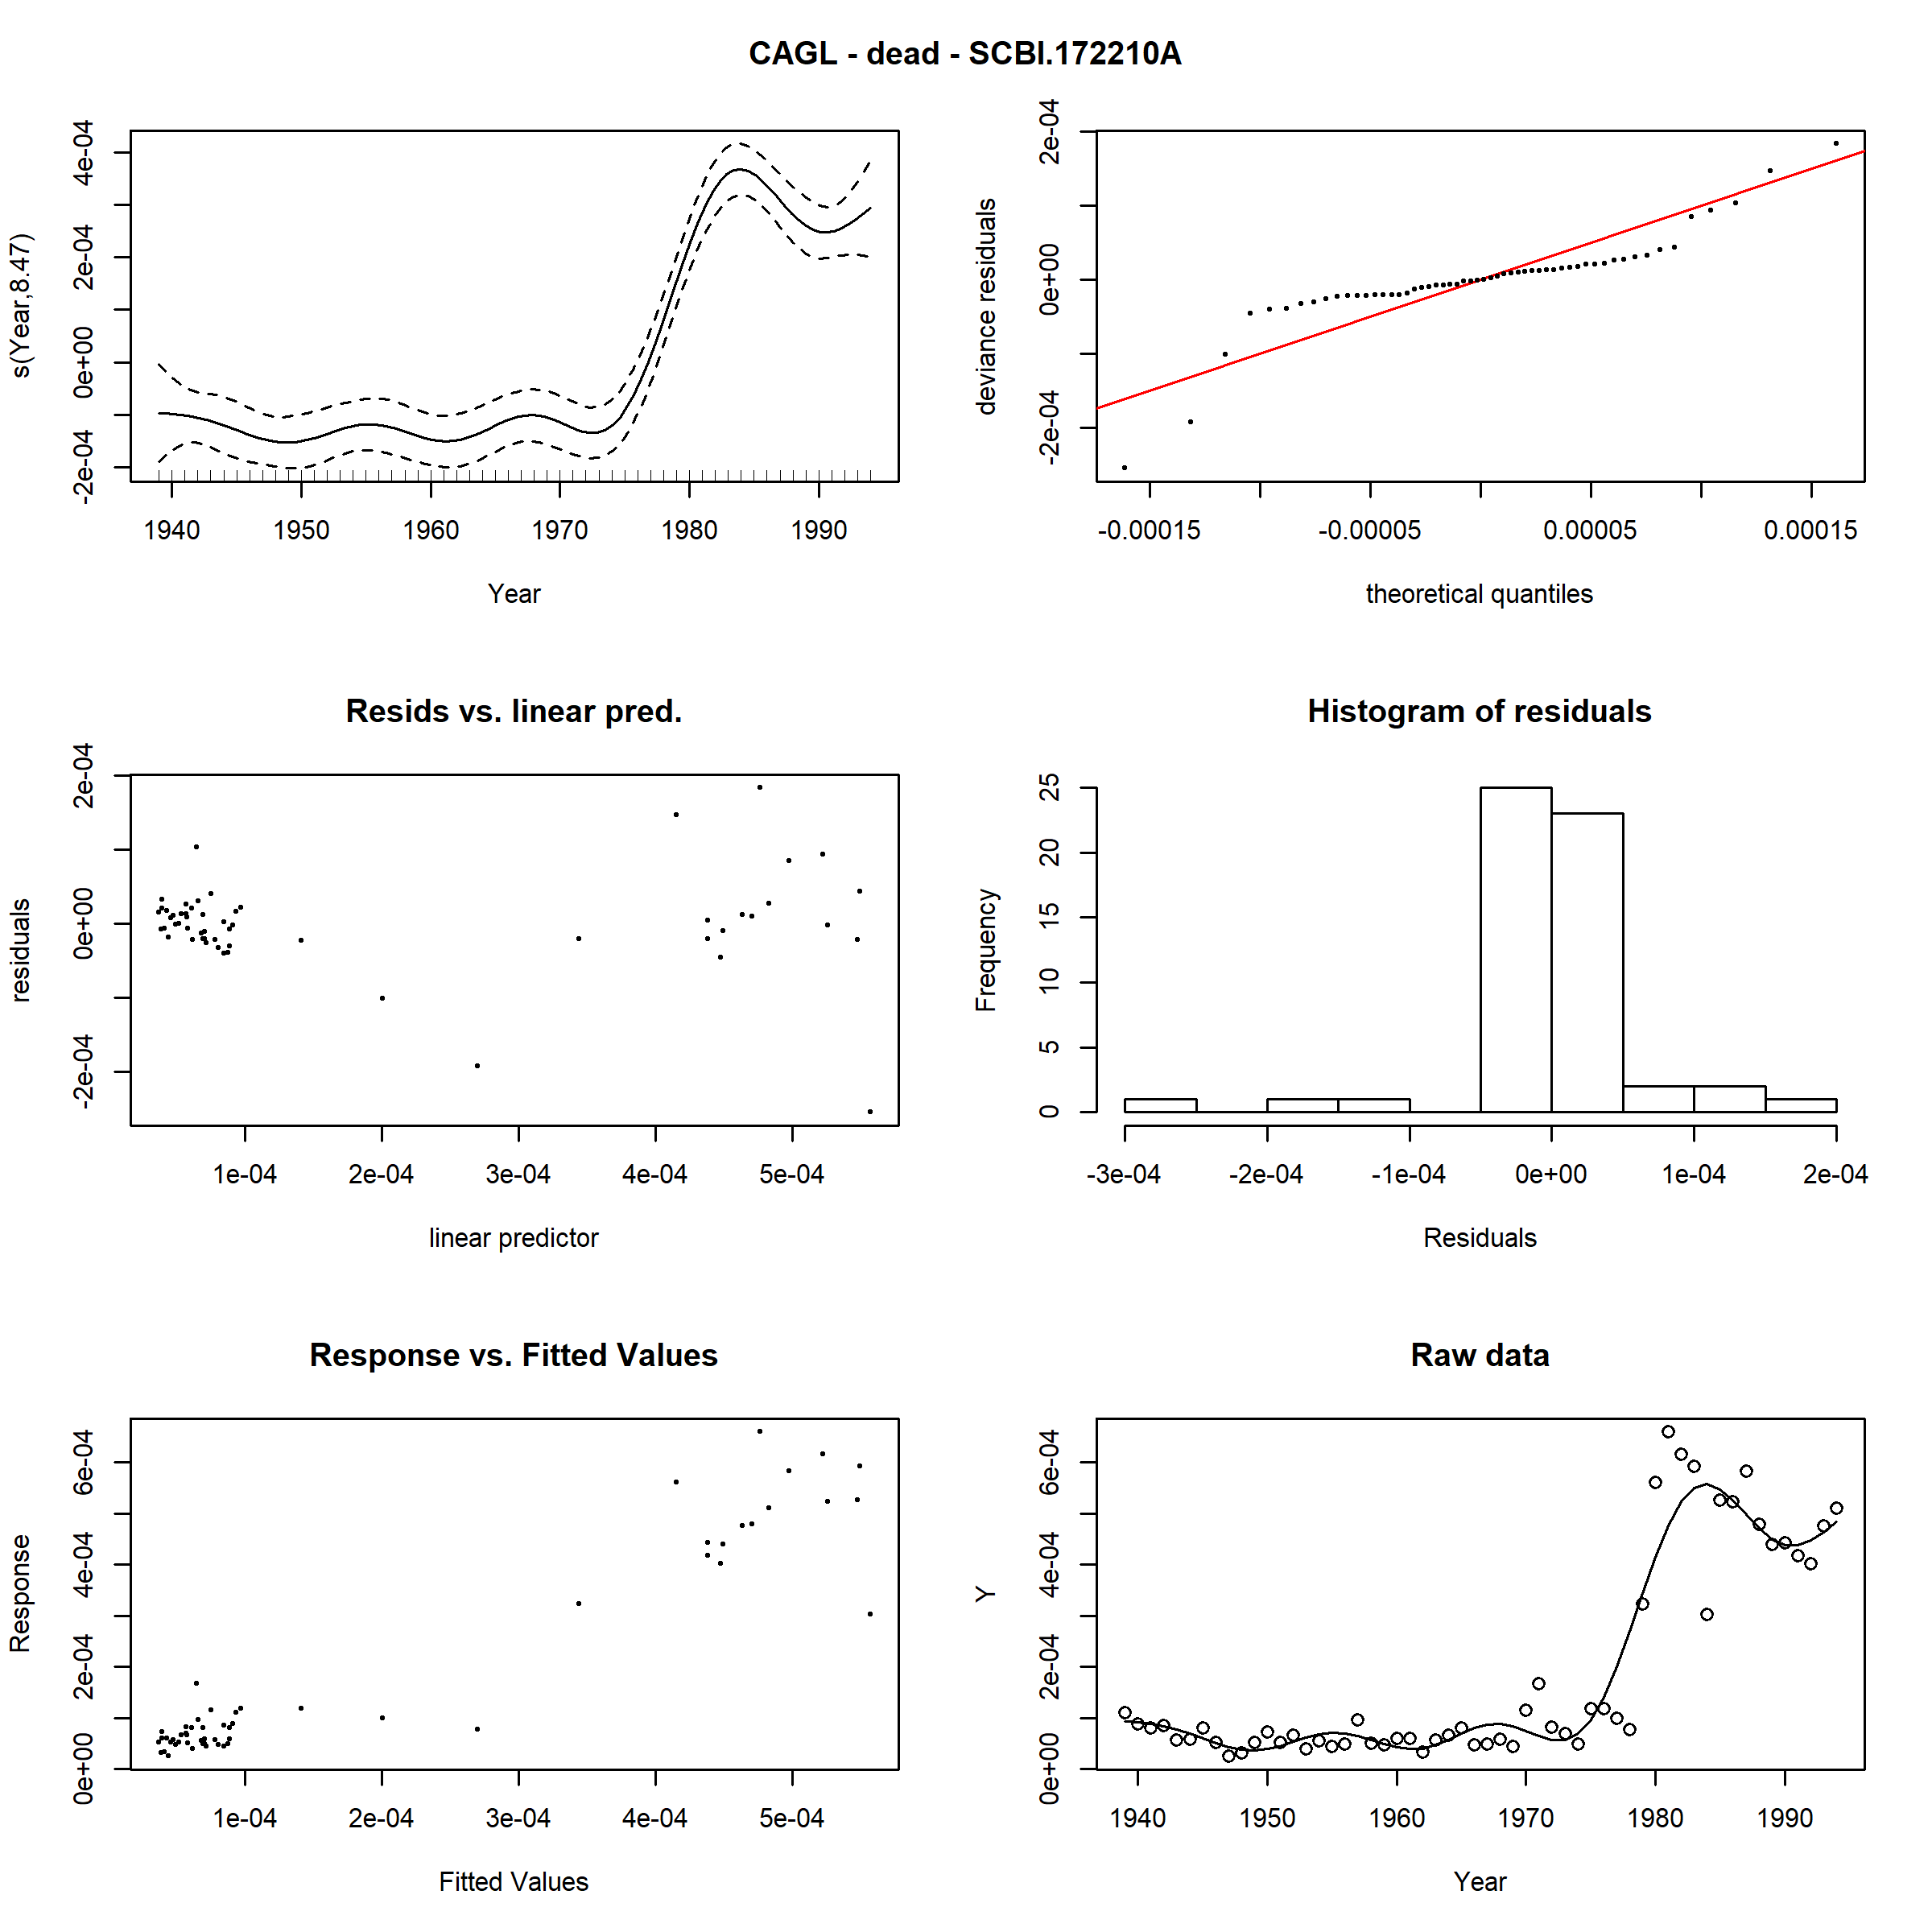 CAGL - dead - SCBI.172210A
s(Year,8.47)
-2e-04 0e+00 2e-04 4e-04
1940 1950 1960 1970 1980 1990
Year
deviance residuals
-2e-04 0e+00 2e-04
-0.00015 -0.00005 0.00005 0.00015
theoretical quantiles
Resids vs. linear pred.
residuals
-2e-04 0e+00 2e-04
1e-04 2e-04 3e-04 4e-04 5e-04
linear predictor
Histogram of residuals
Frequency
0 5 10 15 20 25
-3e-04 -2e-04 -1e-04 0e+00 1e-04 2e-04
Residuals
Response vs. Fitted Values
Response
0e+00 2e-04 4e-04 6e-04
1e-04 2e-04 3e-04 4e-04 5e-04
Fitted Values
Raw data
Y
0e+00 2e-04 4e-04 6e-04
1940 1950 1960 1970 1980 1990
Year